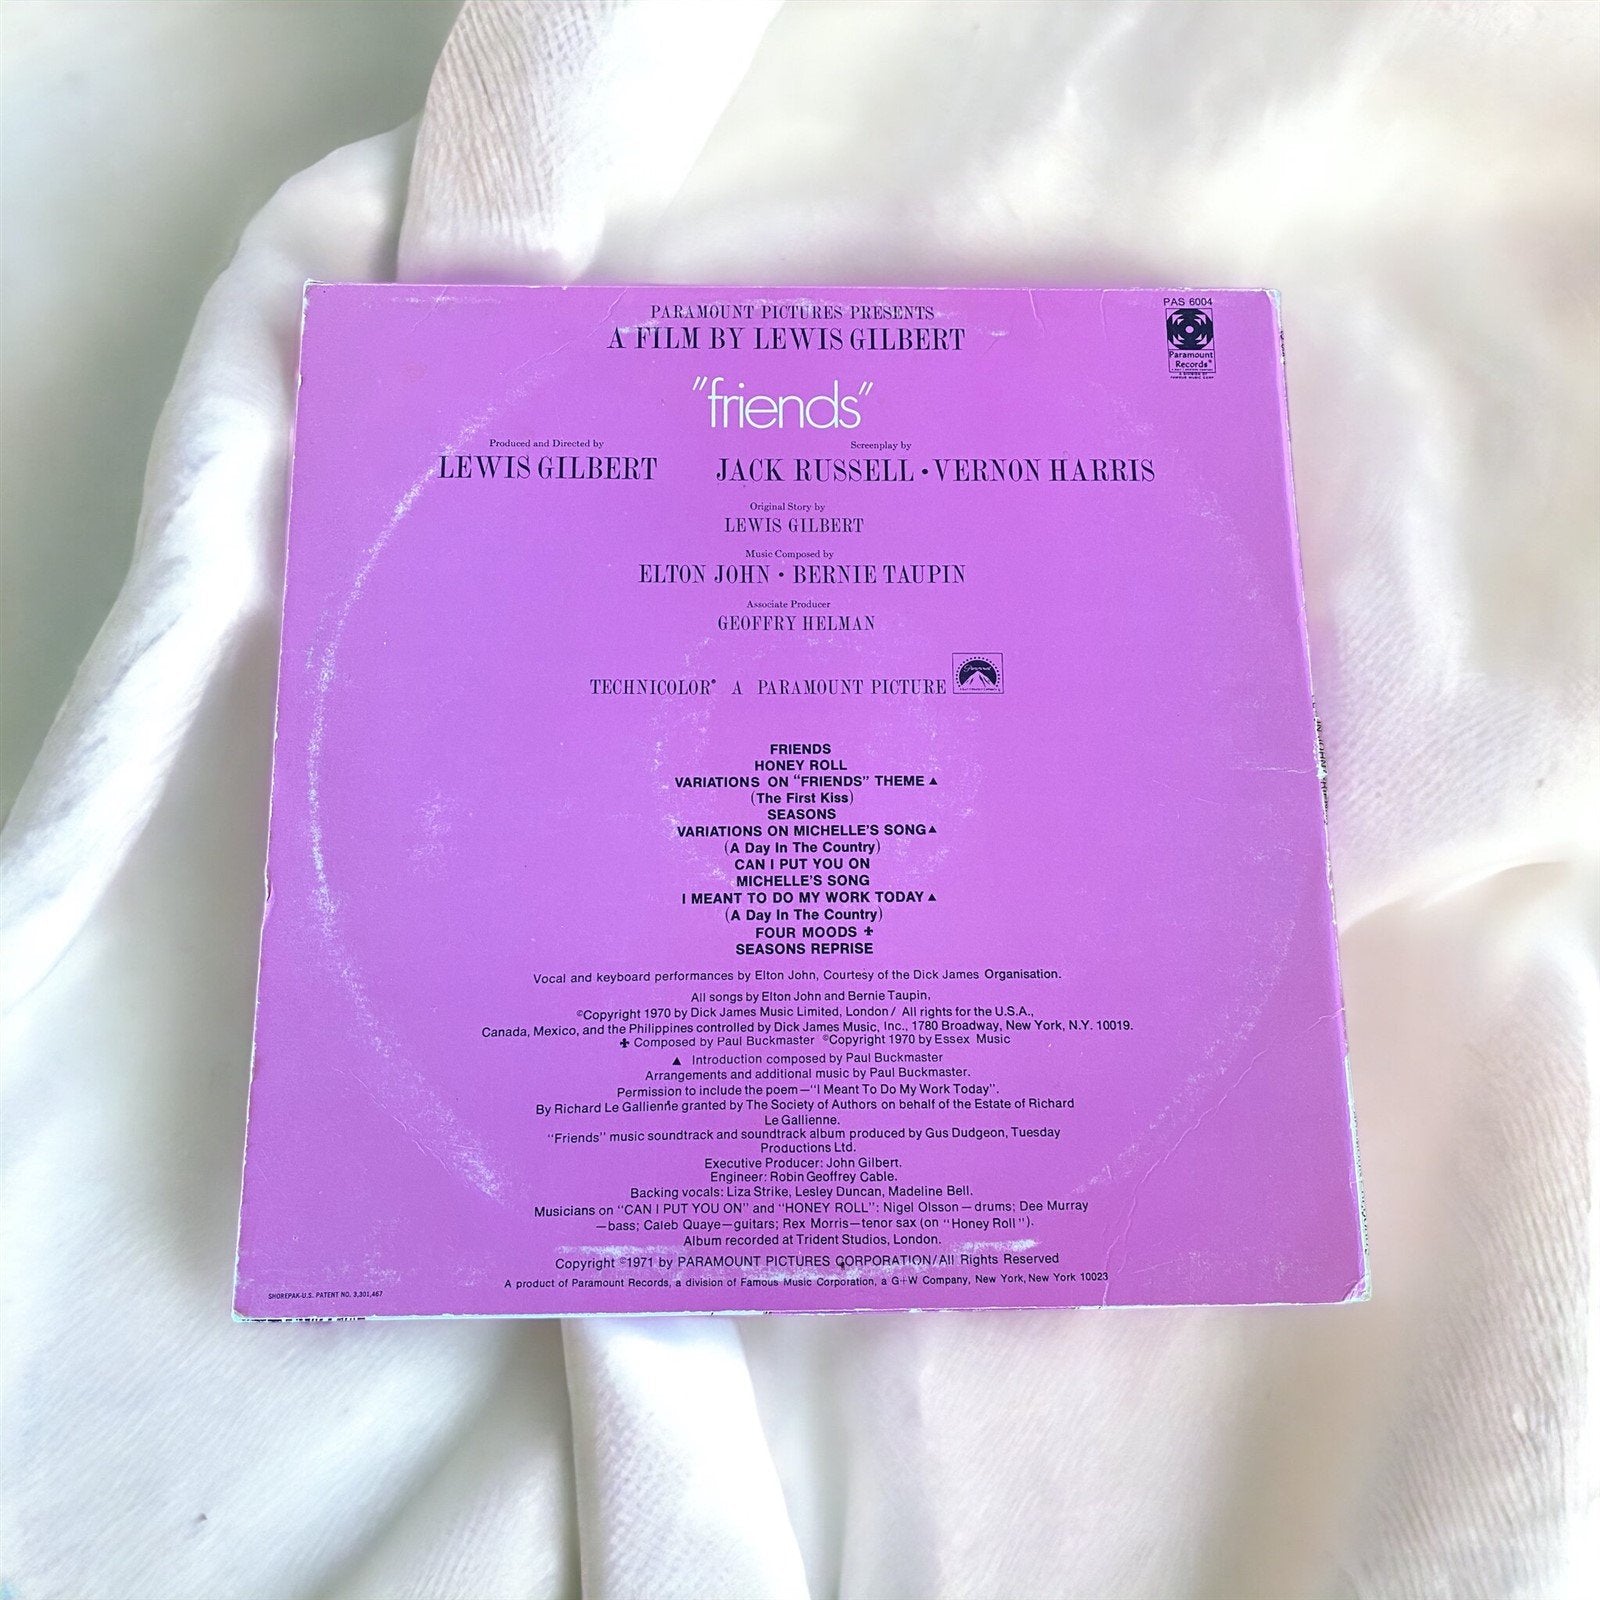 PAS 6004
Paramount
Records®
PARAMOUNT PICTURES PRESENTS
A FILM BY LEWIS GILBERT
"friends"
Produced and Directed by
LEWIS GILBERT
Screenplay by
JACK RUSSELL • VERNON HARRIS
Original Story by
LEWIS GILBERT
Music Composed by
ELTON JOHN • BERNIE TAUPIN
Associate Producer
GEOFFRY HELMAN
TECHNICOLOR® A PARAMOUNT PICTURE
Paramount
FRIENDS
HONEY ROLL
VARIATIONS ON "FRIENDS" THEME ▲
(The First Kiss)
SEASONS
VARIATIONS ON MICHELLE'S SONG ▲
(A Day In The Country)
CAN I PUT YOU ON
MICHELLE'S SONG
I MEANT TO DO MY WORK TODAY ▲
(A Day In The Country)
FOUR MOODS ✚
SEASONS REPRISE
Vocal and keyboard performances by Elton John, Courtesy of the Dick James Organisation.
All songs by Elton John and Bernie Taupin,
©Copyright 1970 by Dick James Music Limited, London / All rights for the U.S.A.,
Canada, Mexico, and the Philippines controlled by Dick James Music, Inc., 1780 Broadway, New York, N.Y. 10019.
✚ Composed by Paul Buckmaster ©Copyright 1970 by Essex Music
▲ Introduction composed by Paul Buckmaster
Arrangements and additional music by Paul Buckmaster.
Permission to include the poem—"I Meant To Do My Work Today".
By Richard Le Gallienne granted by The Society of Authors on behalf of the Estate of Richard
Le Gallienne.
"Friends" music soundtrack and soundtrack album produced by Gus Dudgeon, Tuesday
Productions Ltd.
Executive Producer: John Gilbert.
Engineer: Robin Geoffrey Cable.
Backing vocals: Liza Strike, Lesley Duncan, Madeline Bell.
Musicians on "CAN I PUT YOU ON" and "HONEY ROLL": Nigel Olsson—drums; Dee Murray
—bass; Caleb Quaye—guitars; Rex Morris—tenor sax (on "Honey Roll").
Album recorded at Trident Studios, London.
Copyright ©1971 by PARAMOUNT PICTURES CORPORATION/All Rights Reserved
A product of Paramount Records, a division of Famous Music Corporation, a G+W Company, New York, New York 10023
SHOREPAK-U.S. PATENT NO. 3,301,467